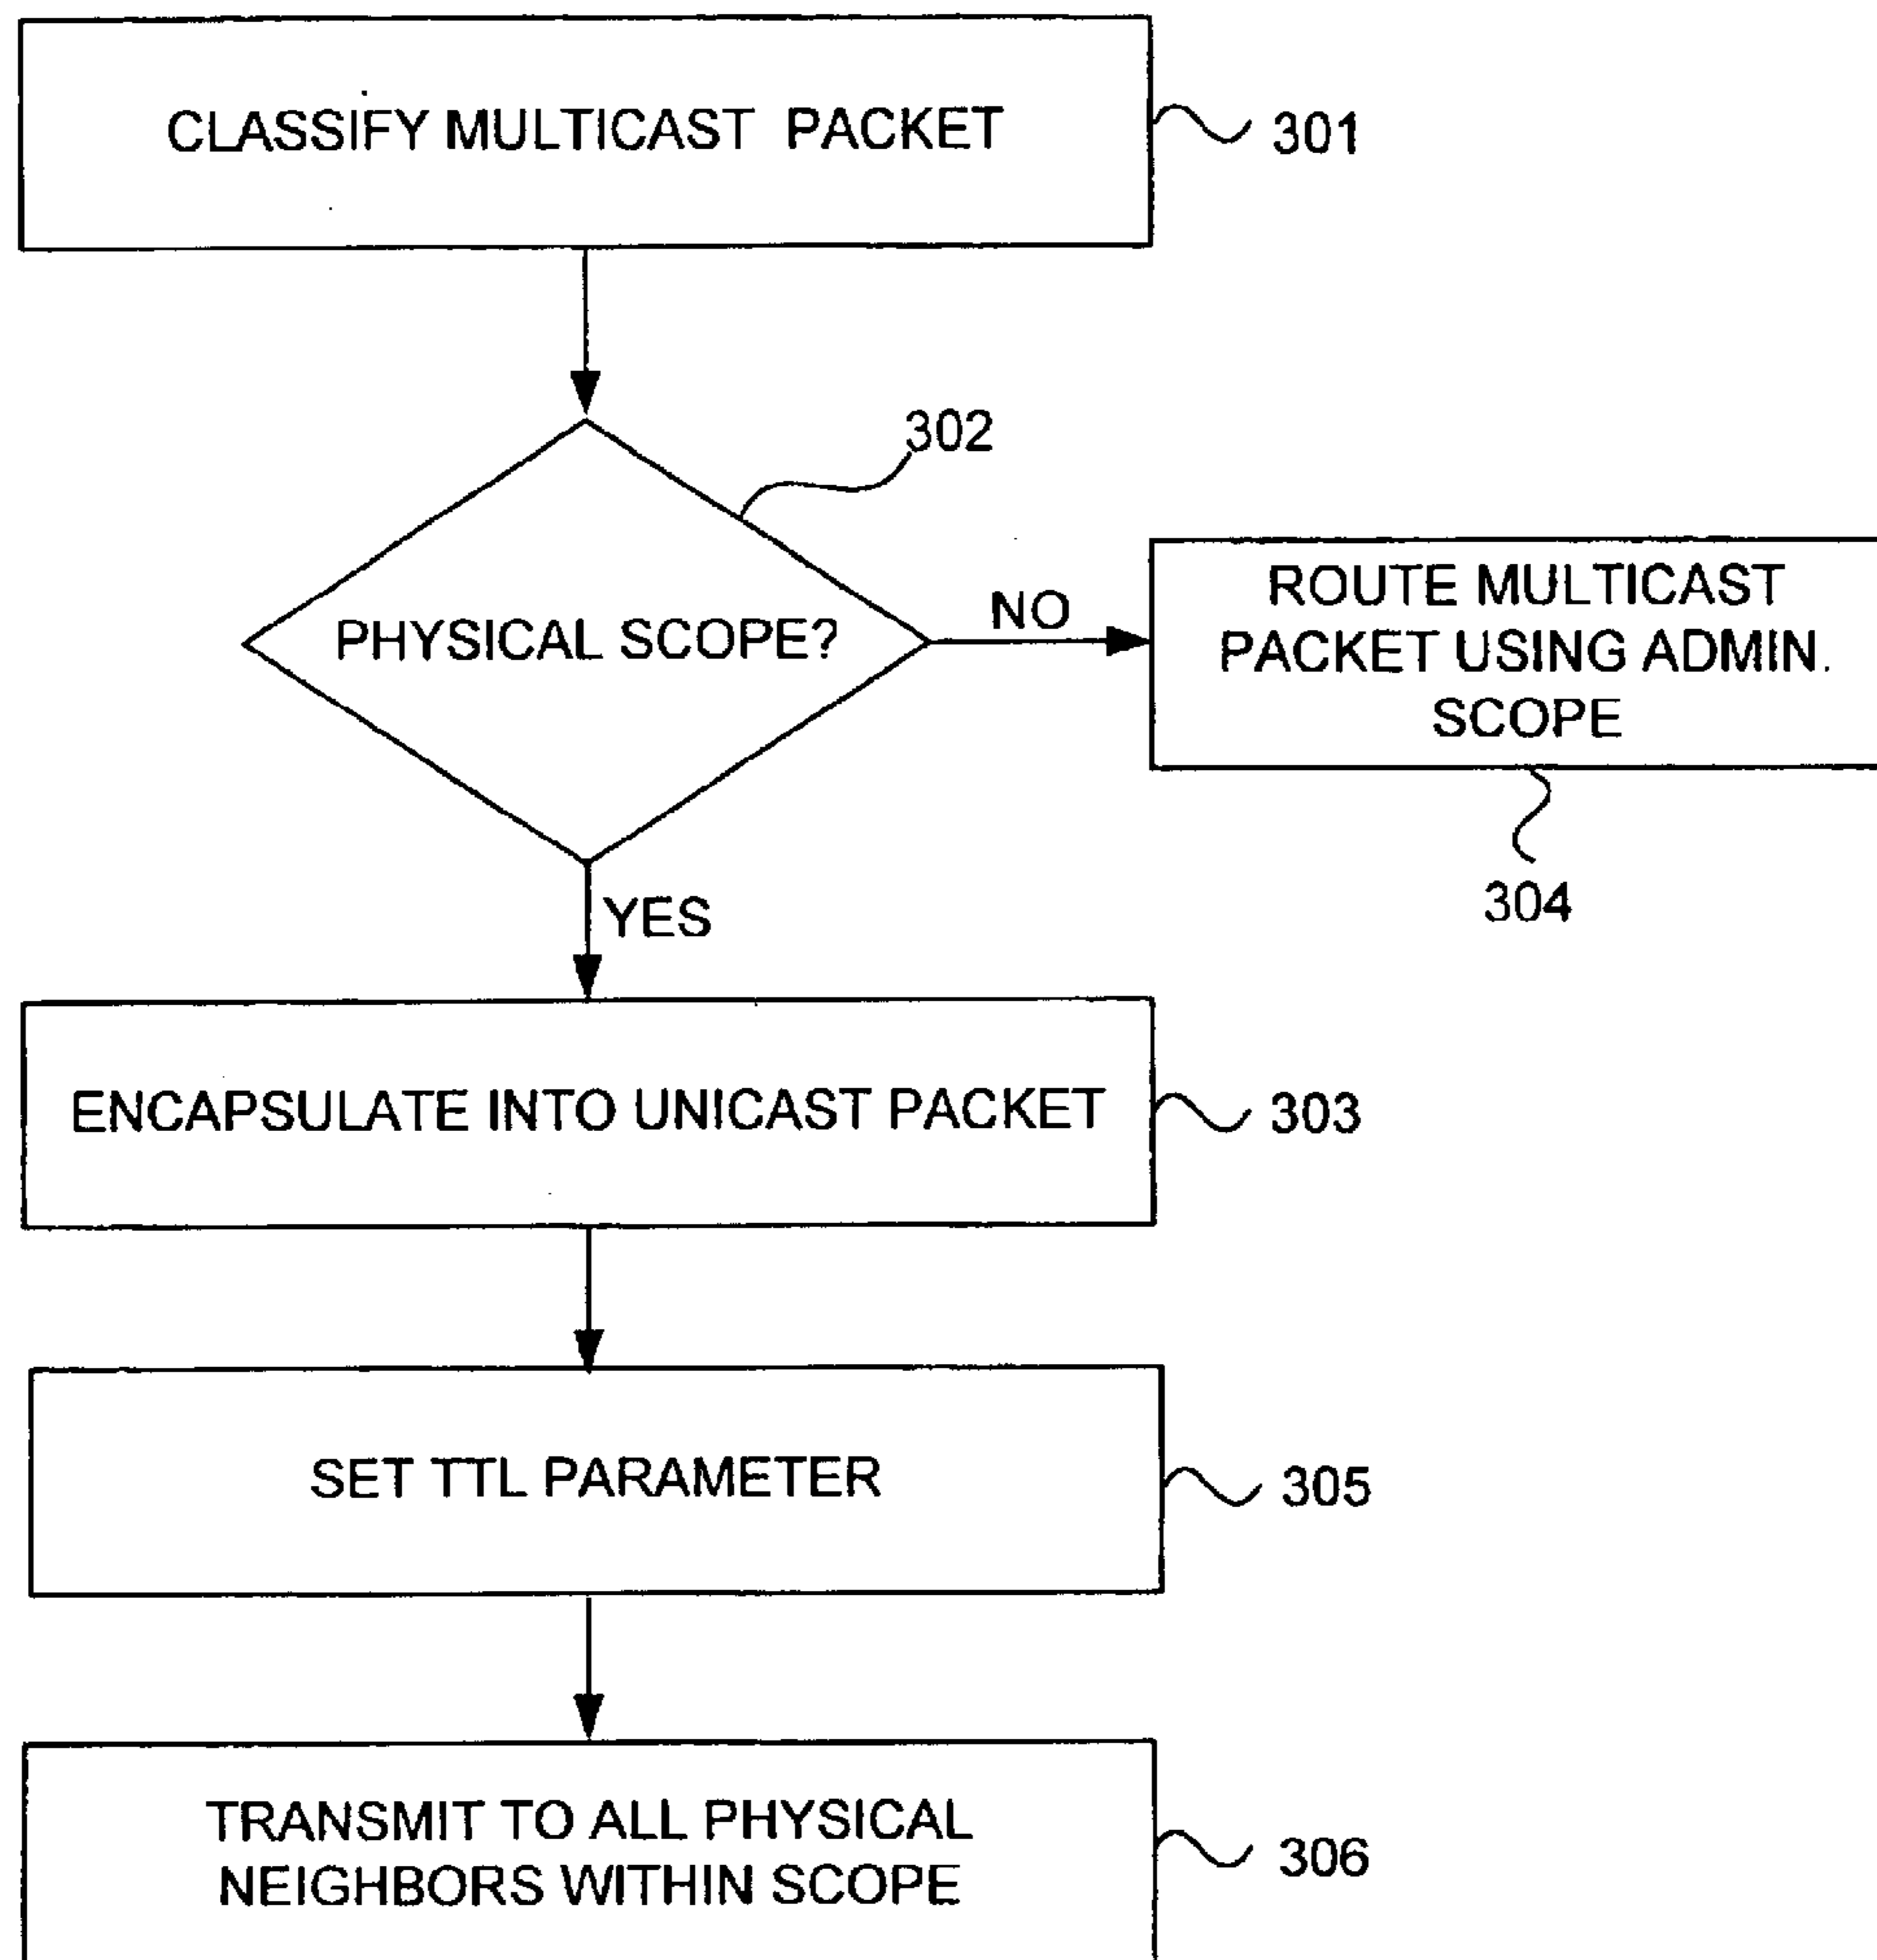 CLASSIFY MULTICAST PACKET
301
302
PHYSICAL SCOPE?
NO
ROUTE MULTICAST
PACKET USING ADMIN.
SCOPE
304
YES
ENCAPSULATE INTO UNICAST PACKET
303
SET TTL PARAMETER
305
TRANSMIT TO ALL PHYSICAL
NEIGHBORS WITHIN SCOPE
306